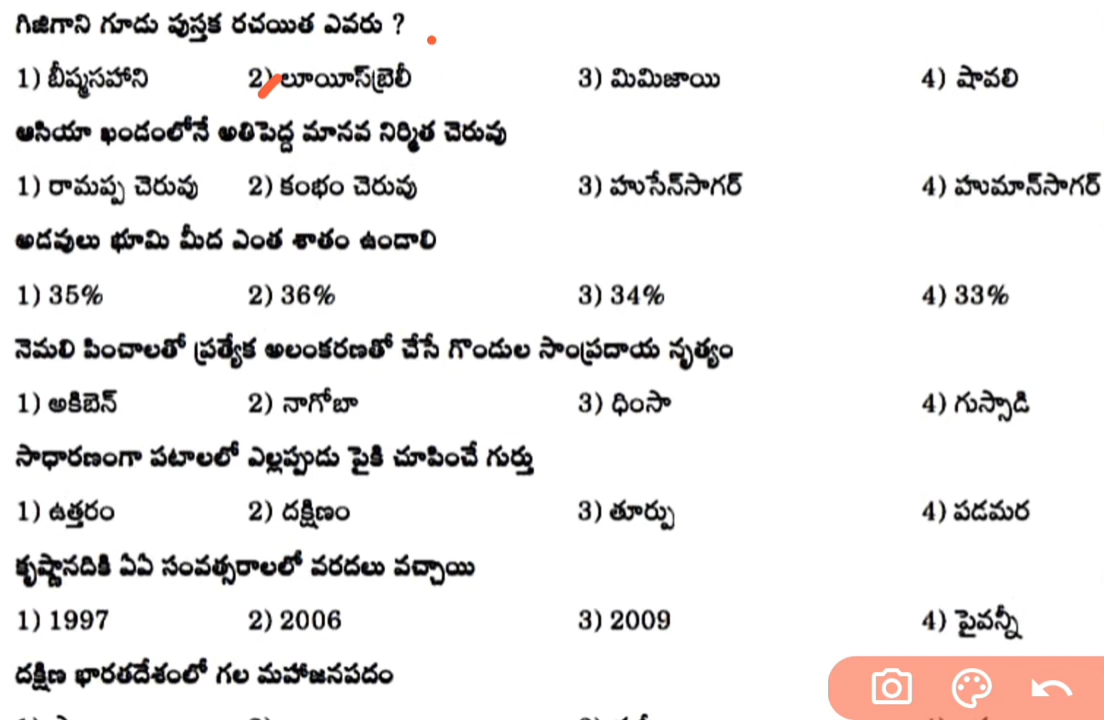 గిజిగాని గూడు పుస్తక రచయిత ఎవరు ?
1) బీష్మసహాని 2) లూయీస్‌బ్రెలీ 3) మిమిజాయి 4) షావలి
ఆసియా ఖండంలోనే అతిపెద్ద మానవ నిర్మిత చెరువు
1) రామప్ప చెరువు 2) కంభం చెరువు 3) హుసేన్‌సాగర్ 4) హుమాన్‌సాగర్
అడవులు భూమి మీద ఎంత శాతం ఉండాలి
1) 35% 2) 36% 3) 34% 4) 33%
నెమలి పించాలతో ప్రత్యేక అలంకరణతో చేసే గొండుల సాంప్రదాయ నృత్యం
1) అకిబెన్ 2) నాగోబా 3) ధింసా 4) గుస్సాడి
సాధారణంగా పటాలలో ఎల్లప్పుడు పైకి చూపించే గుర్తు
1) ఉత్తరం 2) దక్షిణం 3) తూర్పు 4) పడమర
కృష్ణానదికి ఏఏ సంవత్సరాలలో వరదలు వచ్చాయి
1) 1997 2) 2006 3) 2009 4) పైవన్నీ
దక్షిణ భారతదేశంలో గల మహాజనపదం